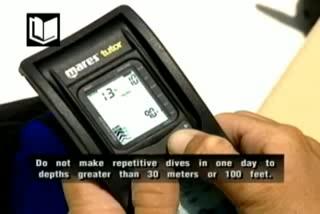 mares tutor
13 10
90
Do not make repetitive dives in one day to
depths greater than 30 meters or 100 feet.